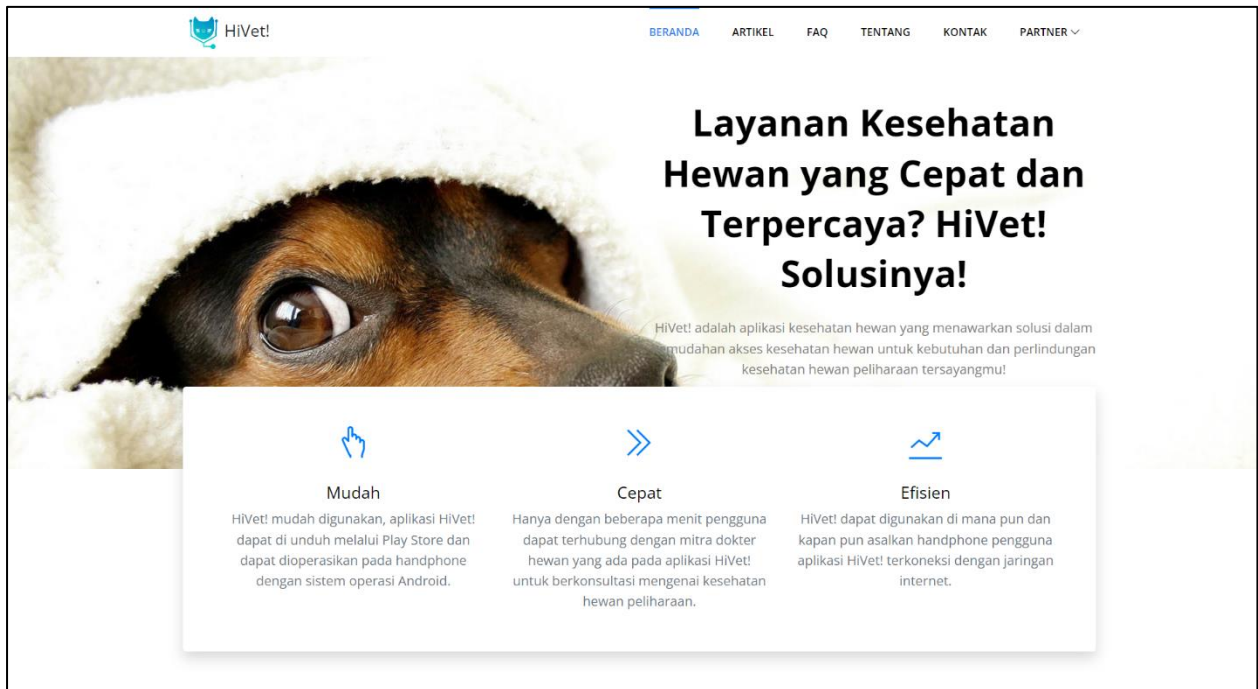 HiVet!
BERANDA ARTIKEL FAQ TENTANG KONTAK PARTNER
Layanan Kesehatan
Hewan yang Cepat dan
Terpercaya? HiVet!
Solusinya!
HiVet! adalah aplikasi kesehatan hewan yang menawarkan solusi dalam
mudahan akses kesehatan hewan untuk kebutuhan dan perlindungan
kesehatan hewan peliharaan tersayangmu!
Mudah
HiVet! mudah digunakan, aplikasi HiVet!
dapat di unduh melalui Play Store dan
dapat dioperasikan pada handphone
dengan sistem operasi Android.
Cepat
Hanya dengan beberapa menit pengguna
dapat terhubung dengan mitra dokter
hewan yang ada pada aplikasi HiVet!
untuk berkonsultasi mengenai kesehatan
hewan peliharaan.
Efisien
HiVet! dapat digunakan di mana pun dan
kapan pun asalkan handphone pengguna
aplikasi HiVet! terkoneksi dengan jaringan
internet.